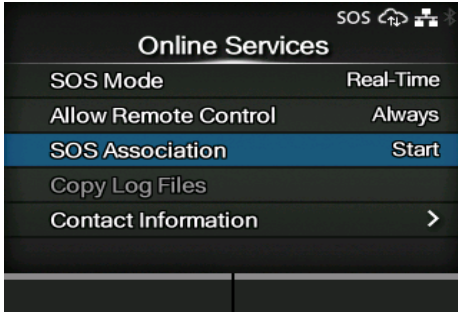 SOS
Online Services
SOS Mode Real-Time
Allow Remote Control Always
SOS Association Start
Copy Log Files
Contact Information >